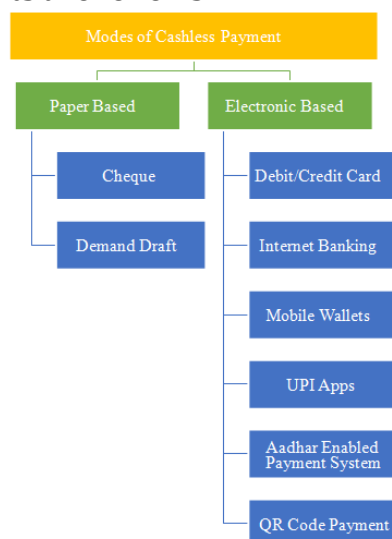 Modes of Cashless Payment
Paper Based
Electronic Based
Cheque
Debit/Credit Card
Demand Draft
Internet Banking
Mobile Wallets
UPI Apps
Aadhar Enabled
Payment System
QR Code Payment